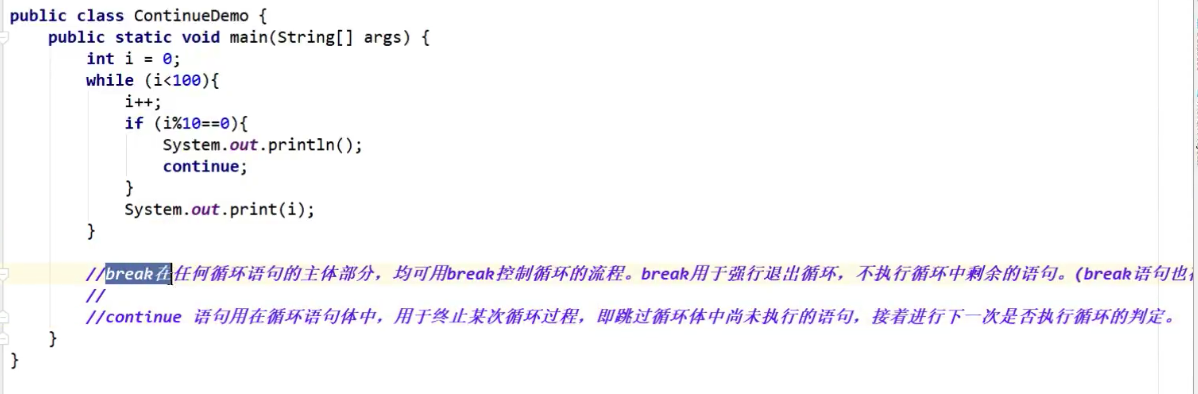 public class ContinueDemo {
public static void main(String[] args) {
int i = 0;
while (i<100){
i++;
if (i%10==0){
System.out.println();
continue;
}
System.out.print(i);
}
//break在任何循环语句的主体部分，均可用break控制循环的流程。break用于强行退出循环，不执行循环中剩余的语句。(break语句也
//
//continue 语句用在循环语句体中，用于终止某次循环过程，即跳过循环体中尚未执行的语句，接着进行下一次是否执行循环的判定。
}
}